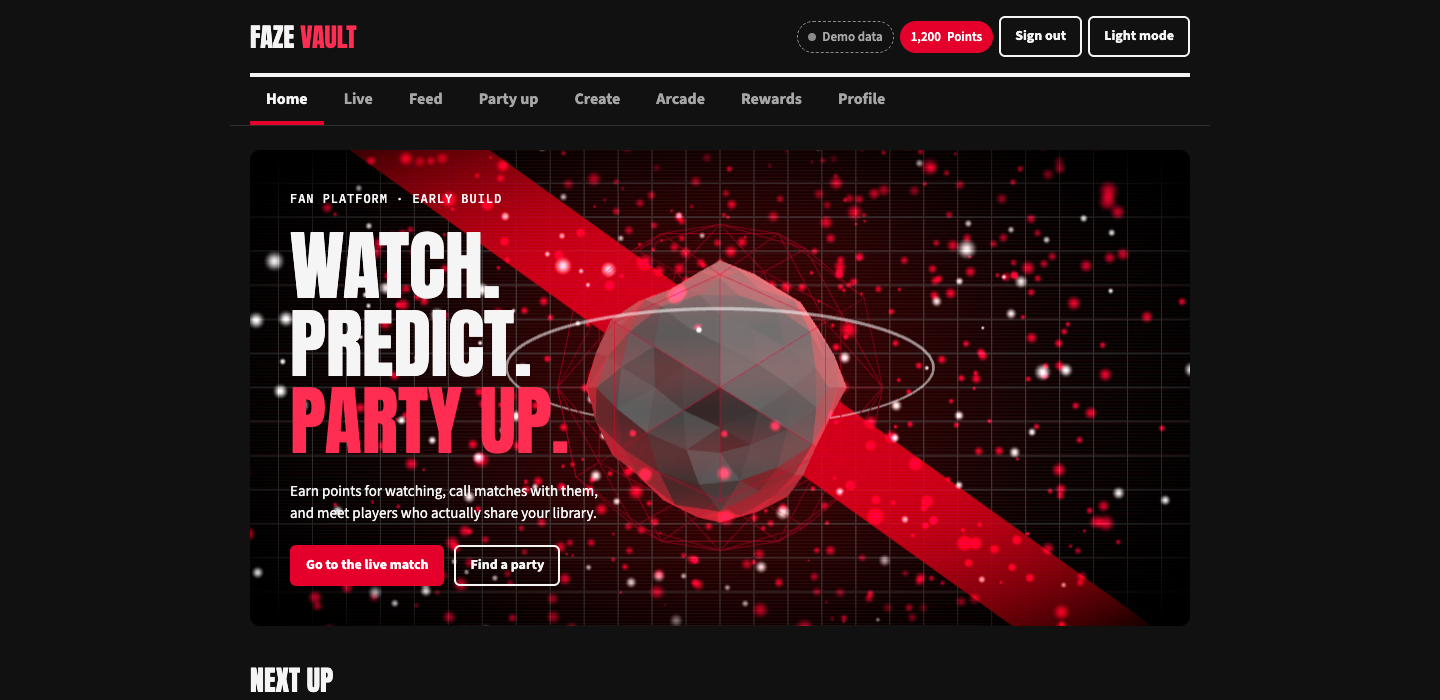 FAZE VAULT
Demo data
1,200 Points
Sign out
Light mode
Home
Live
Feed
Party up
Create
Arcade
Rewards
Profile
FAN PLATFORM · EARLY BUILD
WATCH.
PREDICT.
PARTY UP.
Earn points for watching, call matches with them,
and meet players who actually share your library.
Go to the live match
Find a party
NEXT UP